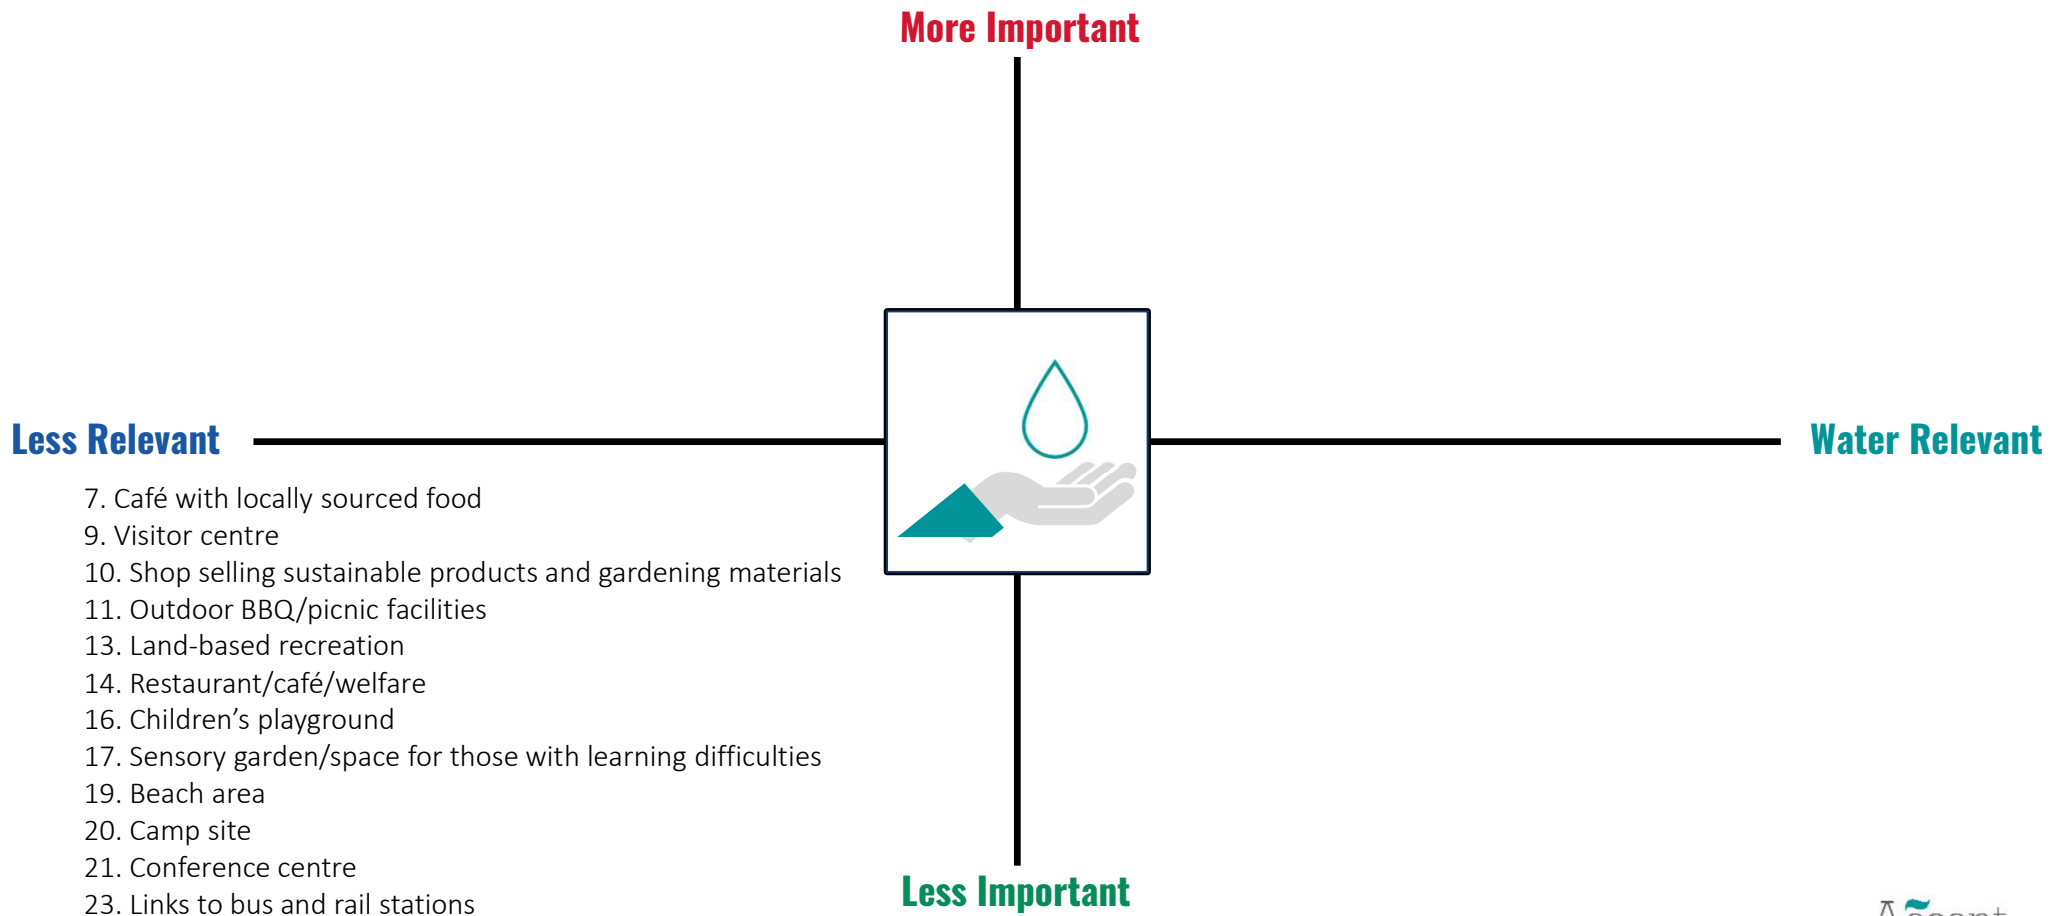 More Important
Less Relevant
Water Relevant
7. Café with locally sourced food
9. Visitor centre
10. Shop selling sustainable products and gardening materials
11. Outdoor BBQ/picnic facilities
13. Land-based recreation
14. Restaurant/café/welfare
16. Children’s playground
17. Sensory garden/space for those with learning difficulties
19. Beach area
20. Camp site
21. Conference centre
23. Links to bus and rail stations
Less Important